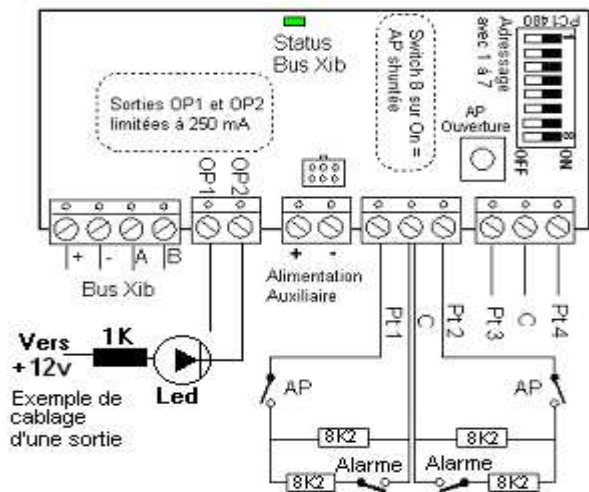 PC1480
Status
Bus Xib
Switch 8 sur On =
AP shuntée
Adressage
avec 1 à 7
1
8
OFF
ON
Sorties OP1 et OP2
limitées à 250 mA
AP
Ouverture
OP1
OP2
+ - A B
Bus Xib
+ -
Alimentation
Auxiliaire
Pt 1
C
Pt 2
Pt 3
C
Pt 4
Vers
+12v
1K
Led
Exemple de
cablage
d'une sortie
AP
AP
8K2
8K2
Alarme
Alarme
8K2
8K2